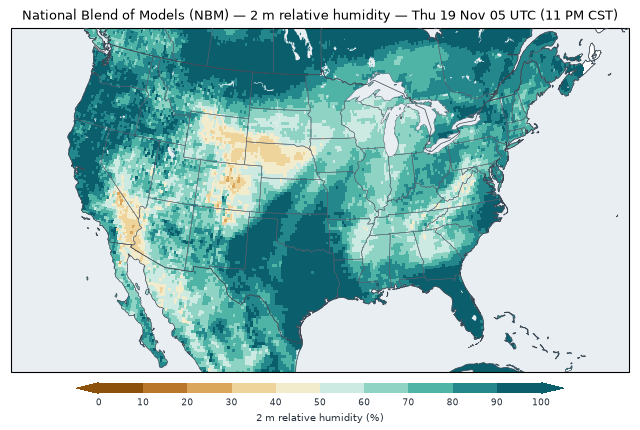 National Blend of Models (NBM) — 2 m relative humidity — Thu 19 Nov 05 UTC (11 PM CST)
0 10 20 30 40 50 60 70 80 90 100
2 m relative humidity (%)